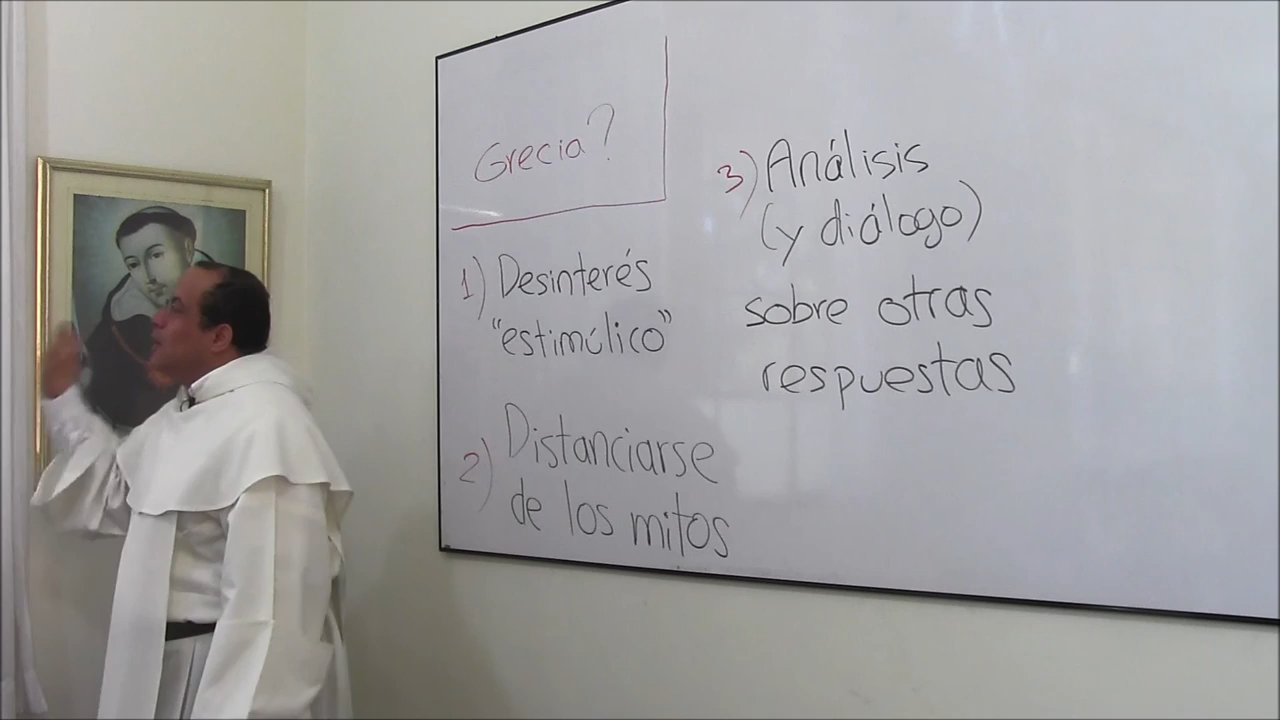 Grecia?
1) Desinterés
"estimúlico"
2) Distanciarse
de los mitos
3) Análisis
(y diálogo)
sobre otras
respuestas